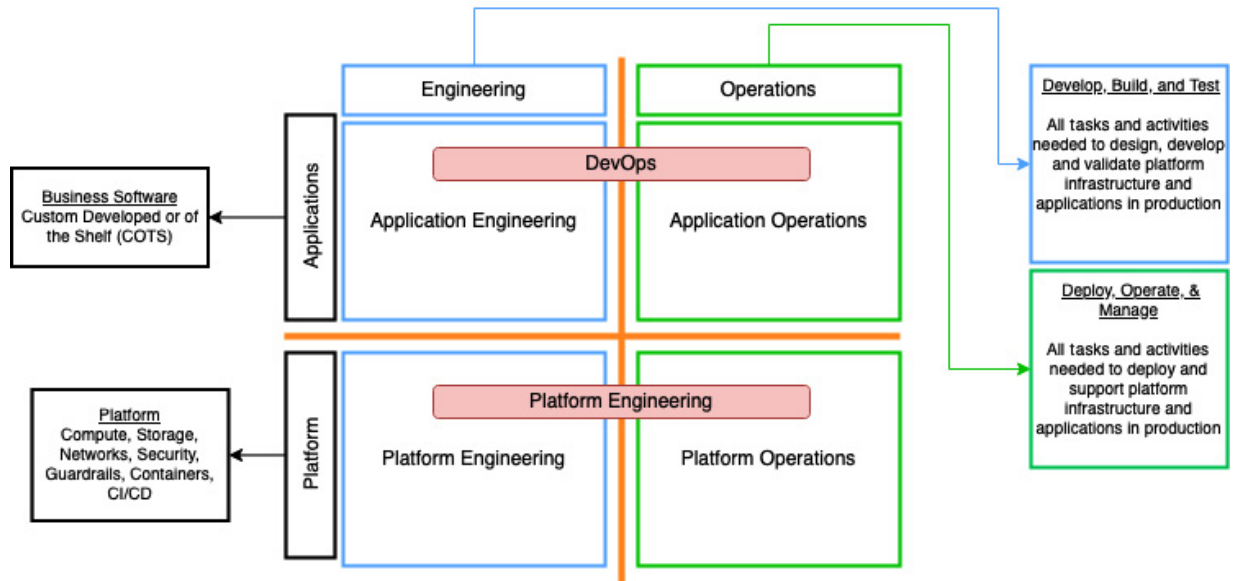 Engineering
Operations
Develop, Build, and Test
All tasks and activities
needed to design, develop
and validate platform
infrastructure and
applications in production
DevOps
Applications
Application Engineering
Application Operations
Business Software
Custom Developed or of
the Shelf (COTS)
Deploy, Operate, &
Manage
All tasks and activities
needed to deploy and
support platform
infrastructure and
applications in production
Platform Engineering
Platform
Platform Engineering
Platform Operations
Platform
Compute, Storage,
Networks, Security,
Guardrails, Containers,
CI/CD